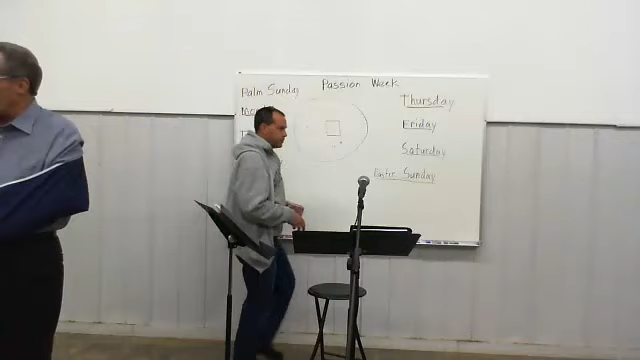 Passion Week
Palm Sunday
Thursday
Friday
Saturday
Easter Sunday